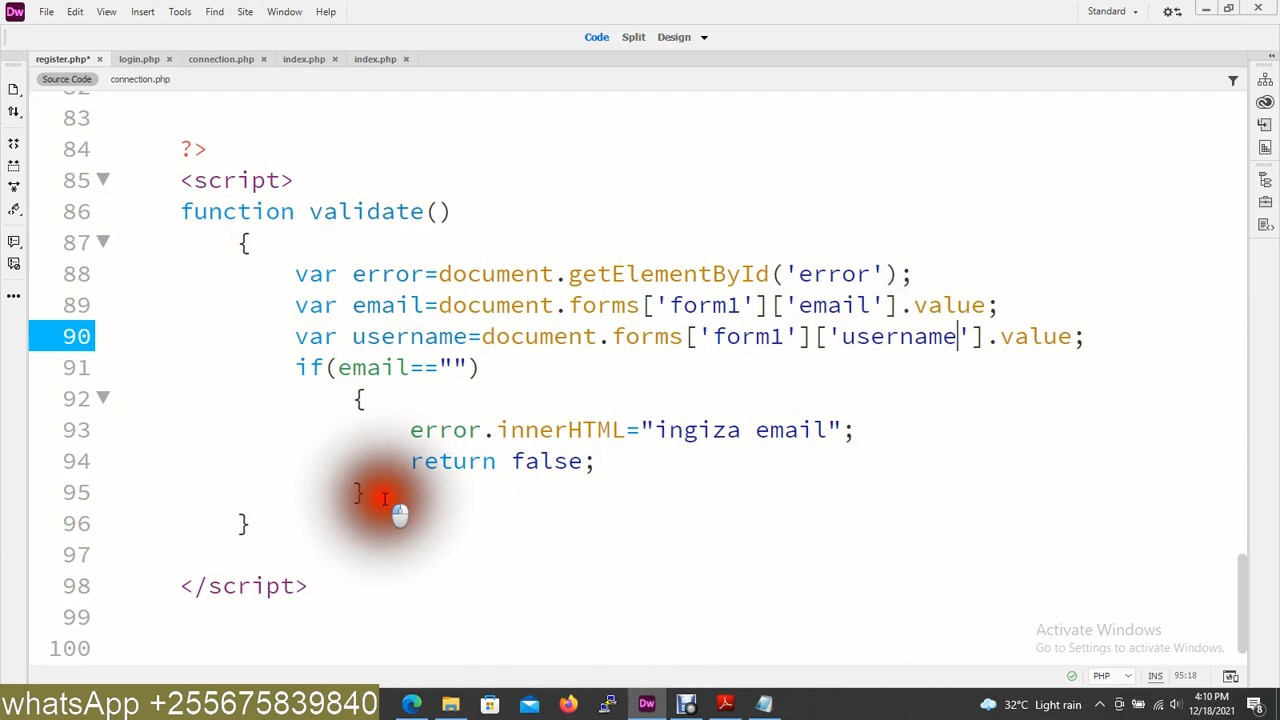 Dw File Edit View Insert Tools Find Site Window Help Standard
Code Split Design
register.php* × login.php × connection.php × index.php × index.php ×
Source Code connection.php
83
84 ?>
85 <script>
86 function validate()
87 {
88 var error=document.getElementById('error');
89 var email=document.forms['form1']['email'].value;
90 var username=document.forms['form1']['username'].value;
91 if(email=="")
92 {
93 error.innerHTML="ingiza email";
94 return false;
95 }
96 }
97
98 </script>
99
100
Activate Windows
Go to Settings to activate Windows.
PHP INS 95:18
whatsApp +255675839840
Dw
32°C Light rain
4:10 PM
12/18/2021
8